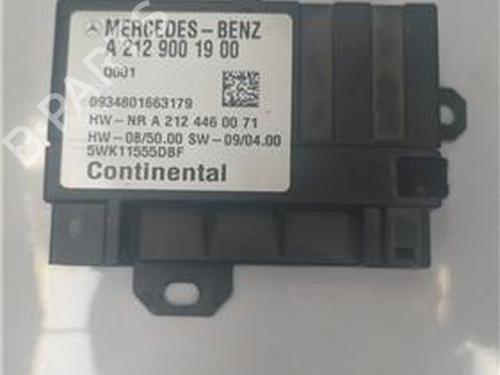 MERCEDES-BENZ
A 212 900 19 00
Q001
0934801663179
HW-NR A 212 446 00 71
HW-08/50.00 SW-09/04.00
5WK11555DBF
Continental
B-PARTS